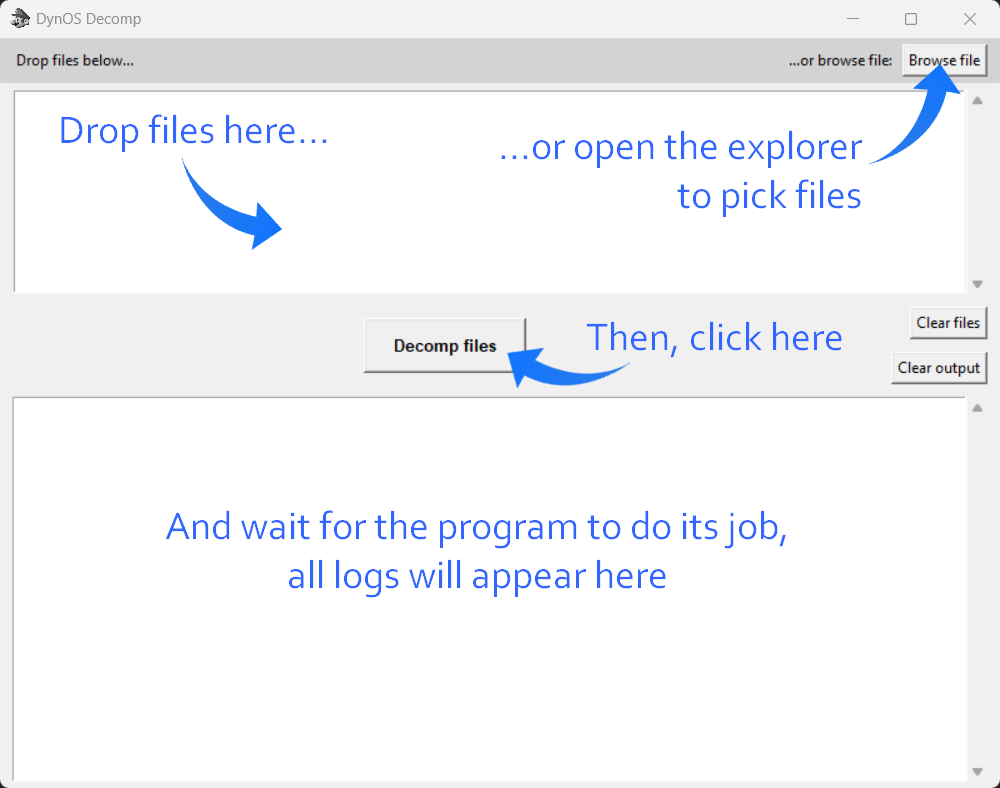 DynOS Decomp
Drop files below...
...or browse file:
Browse file
Drop files here...
...or open the explorer
to pick files
Clear files
Decomp files
Then, click here
Clear output
And wait for the program to do its job,
all logs will appear here